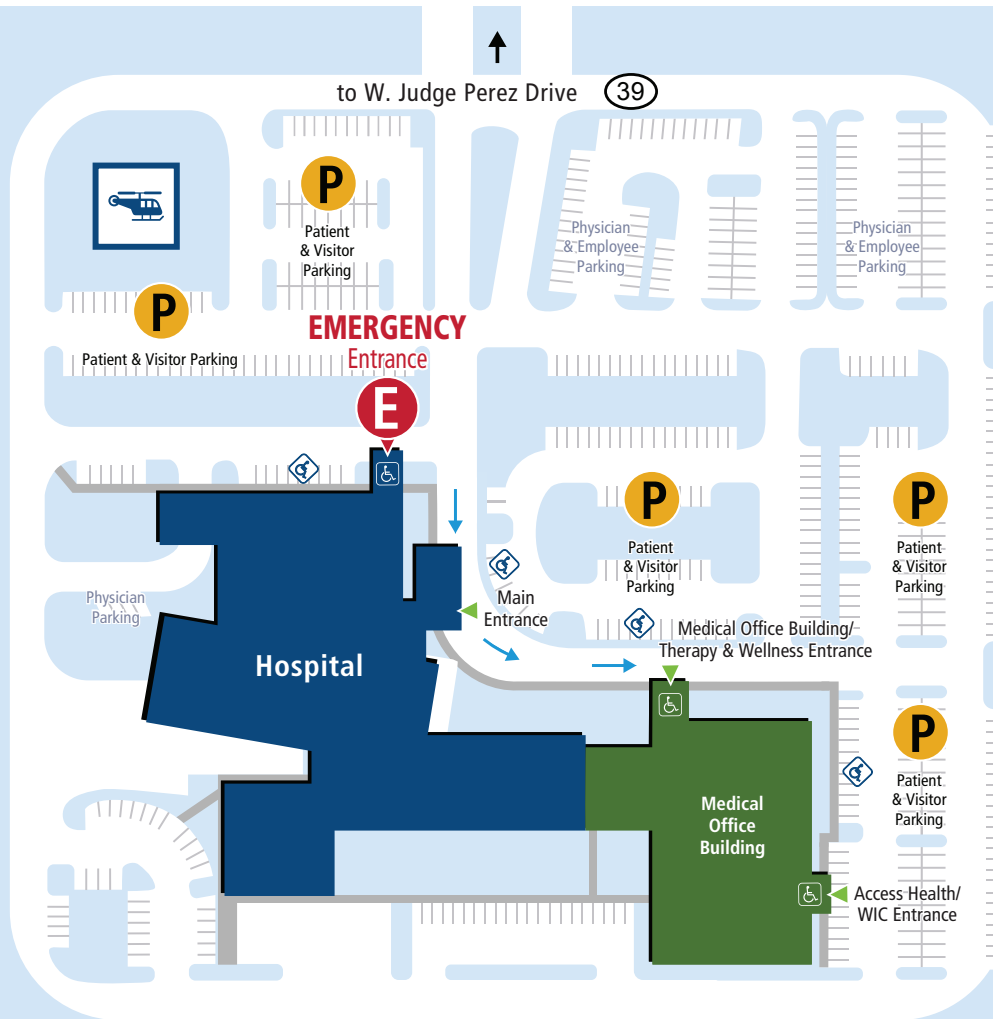 to W. Judge Perez Drive 39
P
Patient
& Visitor
Parking
Physician
& Employee
Parking
Physician
& Employee
Parking
P
Patient & Visitor Parking
EMERGENCY
Entrance
E
P
Patient
& Visitor
Parking
P
Patient
& Visitor
Parking
Physician
Parking
Main
Entrance
Medical Office Building/
Therapy & Wellness Entrance
Hospital
P
Patient
& Visitor
Parking
Medical
Office
Building
Access Health/
WIC Entrance